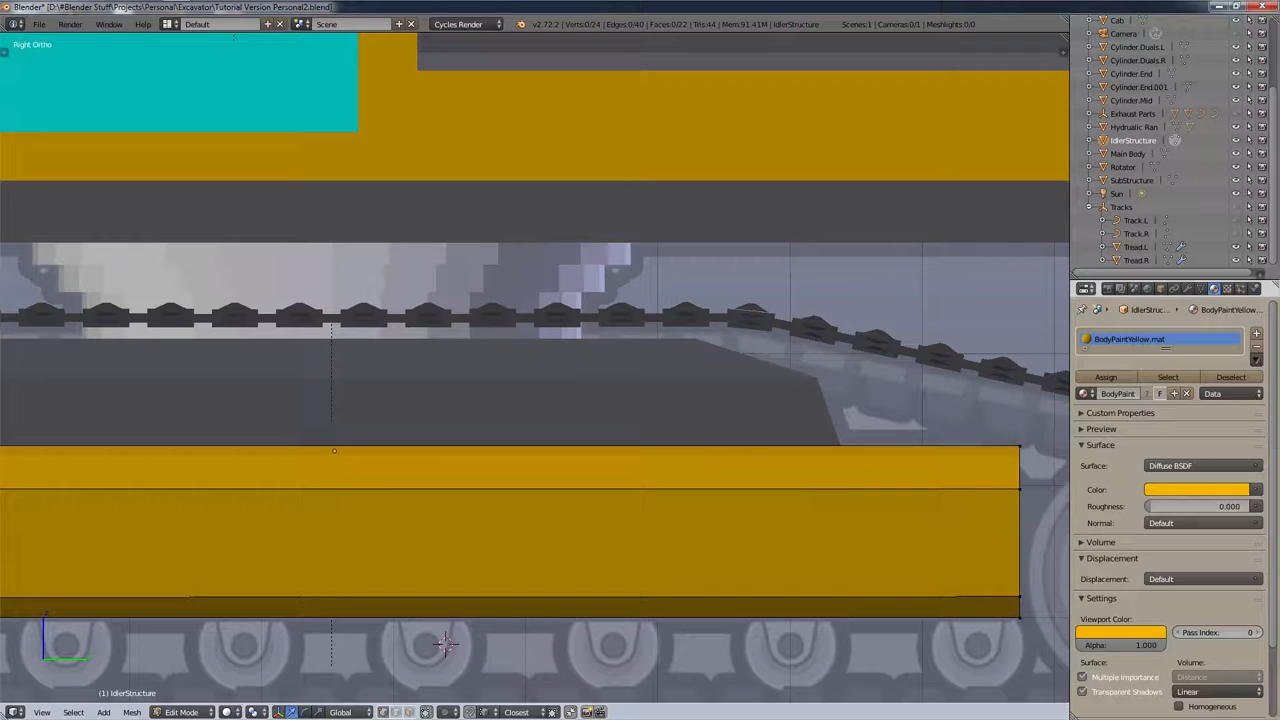 Blender* [D:\#Blender Stuff\Projects\Personal\Excavator\Tutorial Version Personal2.blend]
File Render Window Help Default Scene Cycles Render v2.72.2 | Verts:0/24 | Edges:0/40 | Faces:0/22 | Tris:44 | Mem:91.41M | IdlerStructure Scenes:1 | Cameras:0/1 Meshes:0/0
Right Ortho
Cab
Camera
Cylinder.Duals.L
Cylinder.Duals.R
Cylinder.End
Cylinder.End.001
Cylinder.Mid
Exhaust Parts
Hydrualic Ran
IdlerStructure
Main Body
Rotator
SubStructure
Sun
Tracks
Track.L
Track.R
Tread.L
Tread.R
IdlerStruc... BodyPaintYellow...
BodyPaintYellow.mat
Assign Select Deselect
BodyPaint 7 F Data
Custom Properties
Preview
Surface
Surface: Diffuse BSDF
Color:
Roughness: 0.000
Normal: Default
Volume
Displacement
Displacement: Default
Settings
Viewport Color:
Pass Index: 0
Alpha: 1.000
Surface: Volume:
Multiple Importance Distance
Transparent Shadows Linear
Homogeneous
z
(1) IdlerStructure
View Select Add Mesh Edit Mode Global Closest